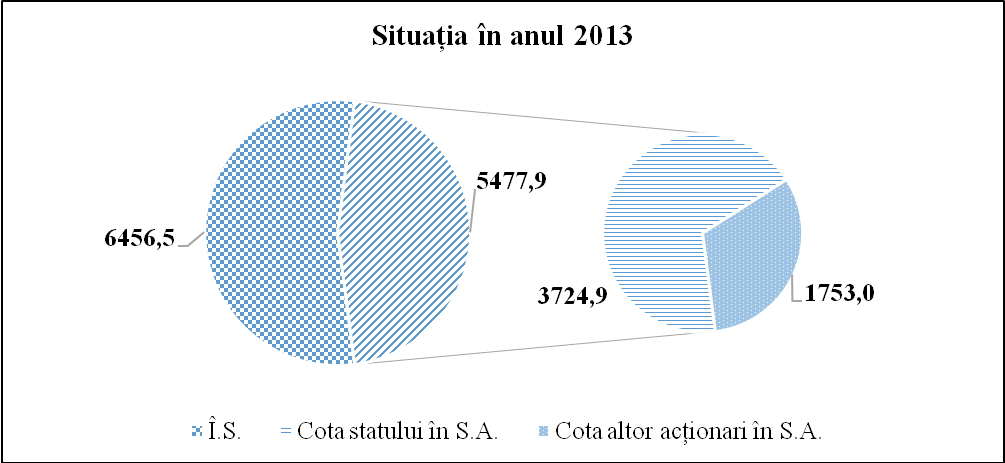 Situația în anul 2013
5477,9
6456,5
3724,9
1753,0
Î.S.
Cota statului în S.A.
Cota altor acționari în S.A.